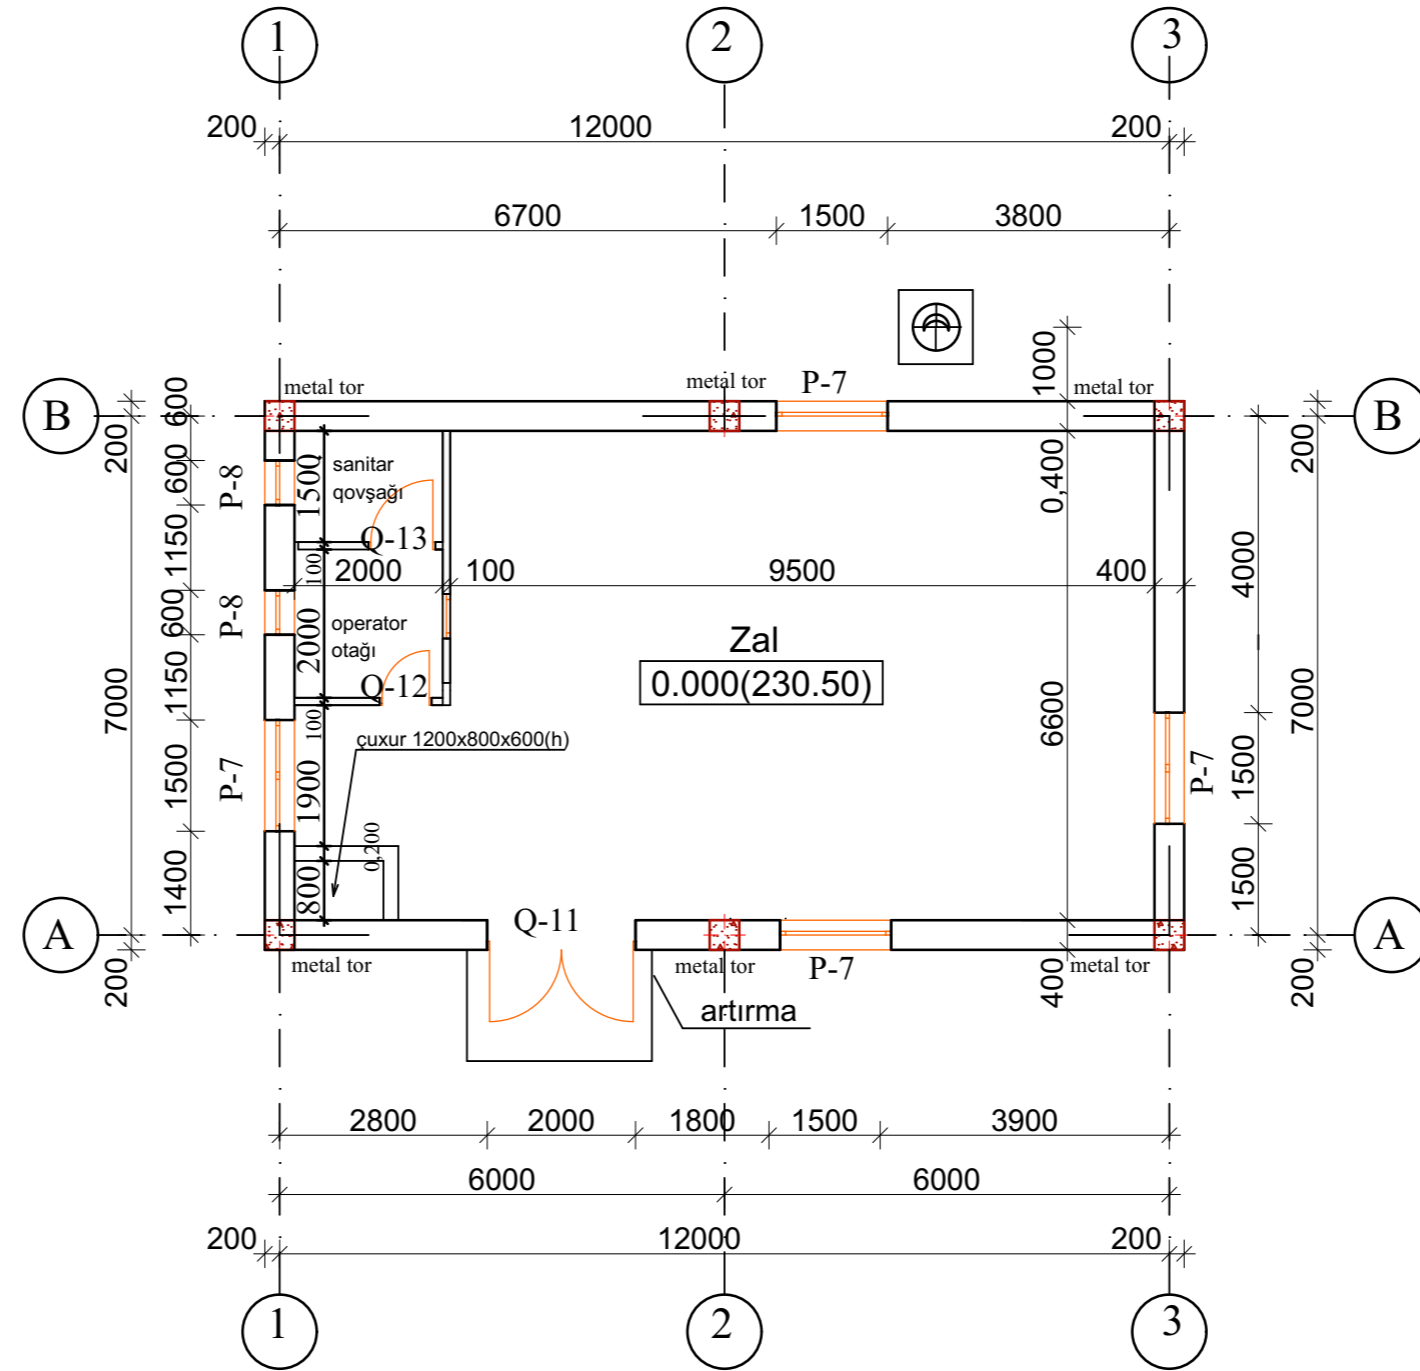 1
2
3
200
12000
200
6700
1500
3800
metal tor
metal tor
P-7
metal tor
1000
B
B
600
200
600
1150
600
1150
1500
1400
7000
200
P-8
P-8
P-7
1500
100
2000
100
1900
800
0,200
sanitar
qovşağı
Q-13
2000
100
9500
400
0,400
6600
400
operator
otağı
Q-12
Zal
0.000(230.50)
çuxur 1200x800x600(h)
200
4000
1500
1500
7000
200
P-7
A
A
Q-11
metal tor
metal tor
P-7
metal tor
artırma
2800
2000
1800
1500
3900
6000
6000
200
12000
200
1
2
3